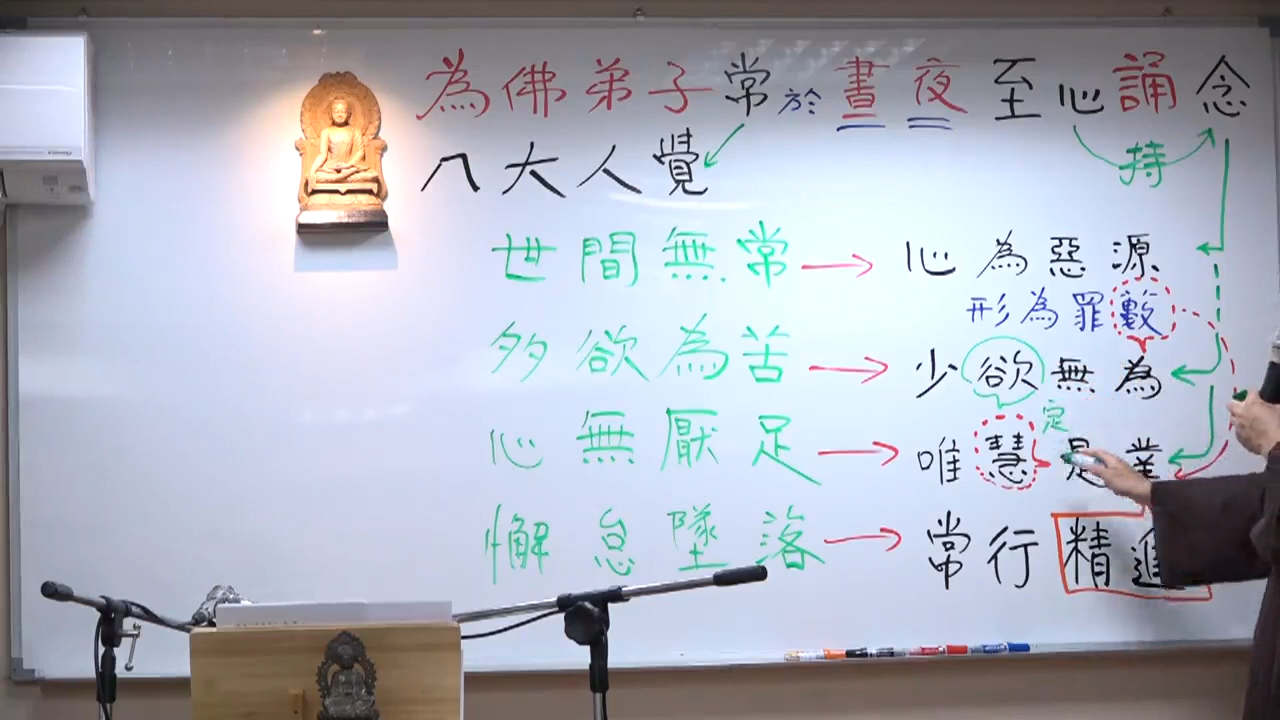 為佛弟子常於晝夜至心誦念
持
八大人覺
世間無常 → 心為惡源
形為罪藪
多欲為苦 → 少欲無為
定
心無厭足 → 唯慧是業
懈怠墜落 → 常行精進